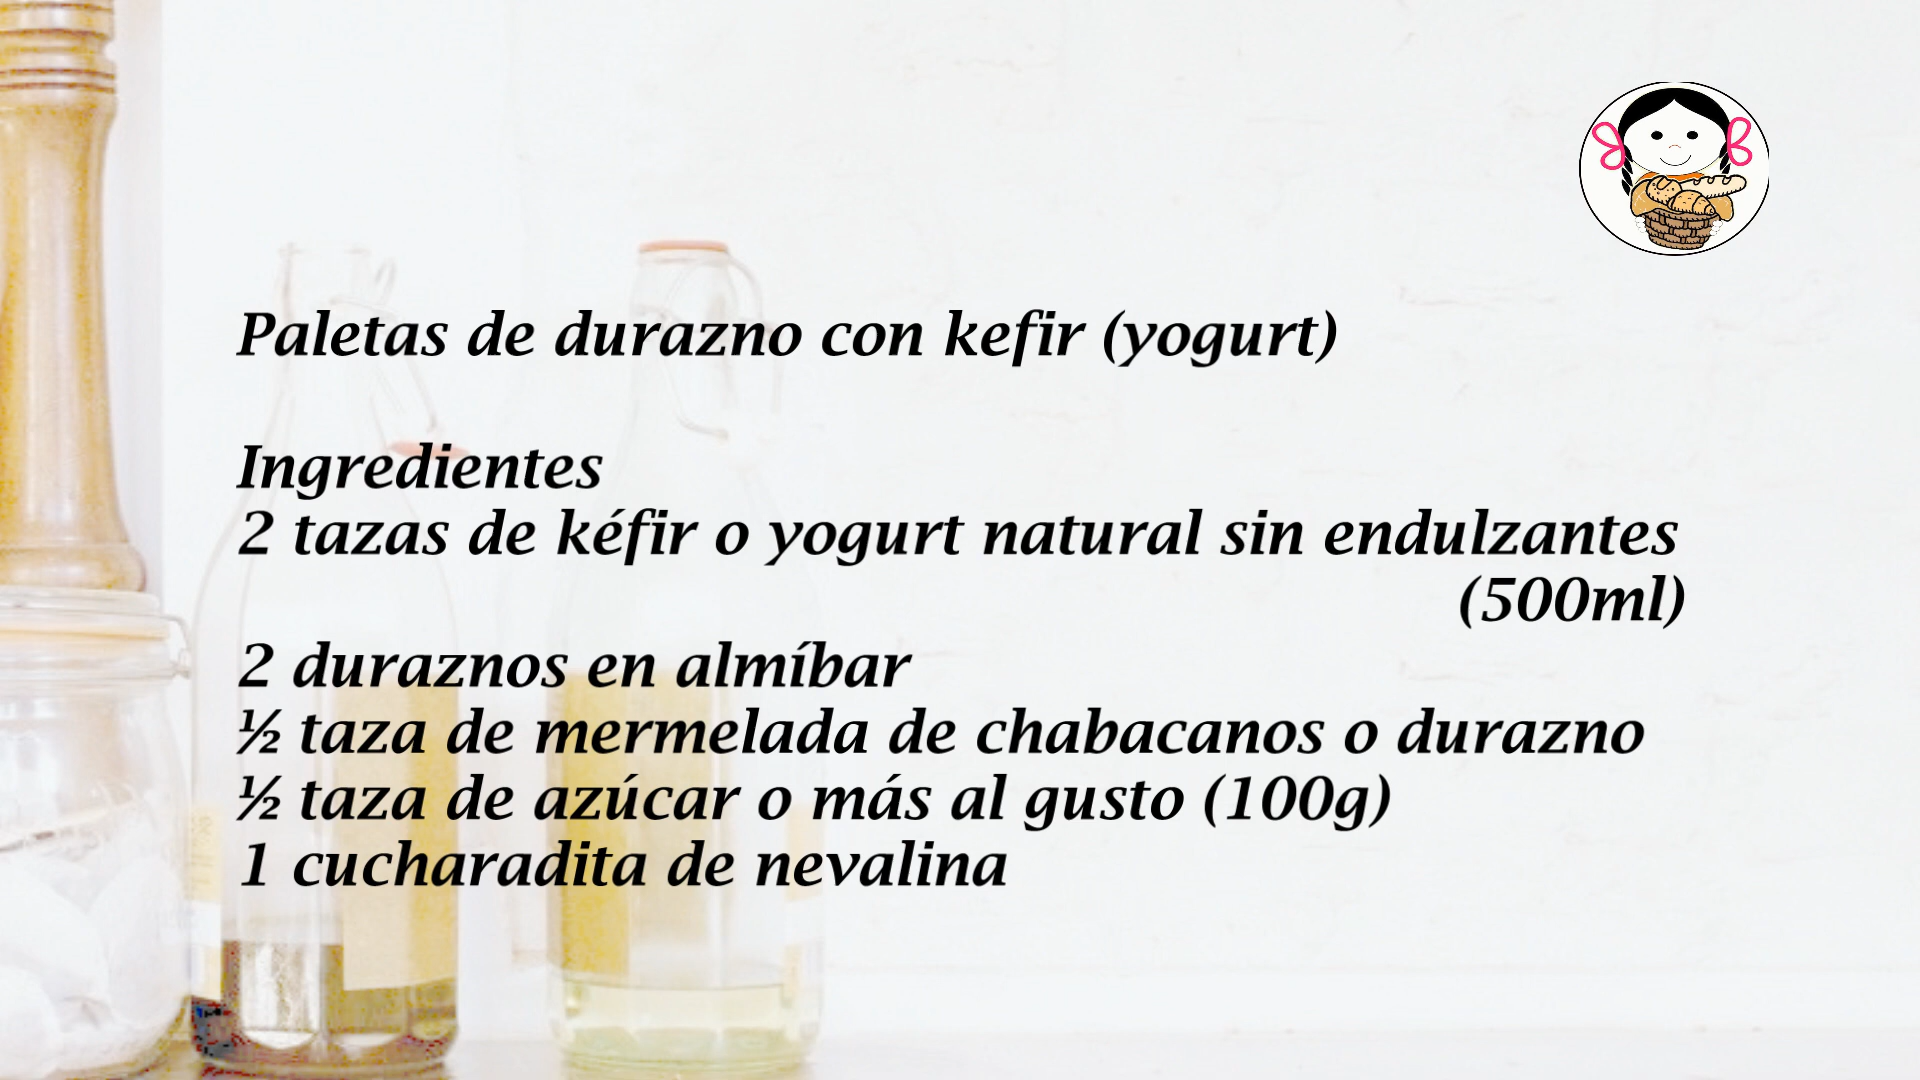 Paletas de durazno con kefir (yogurt)
Ingredientes
2 tazas de kéfir o yogurt natural sin endulzantes
(500ml)
2 duraznos en almíbar
½ taza de mermelada de chabacanos o durazno
½ taza de azúcar o más al gusto (100g)
1 cucharadita de nevalina